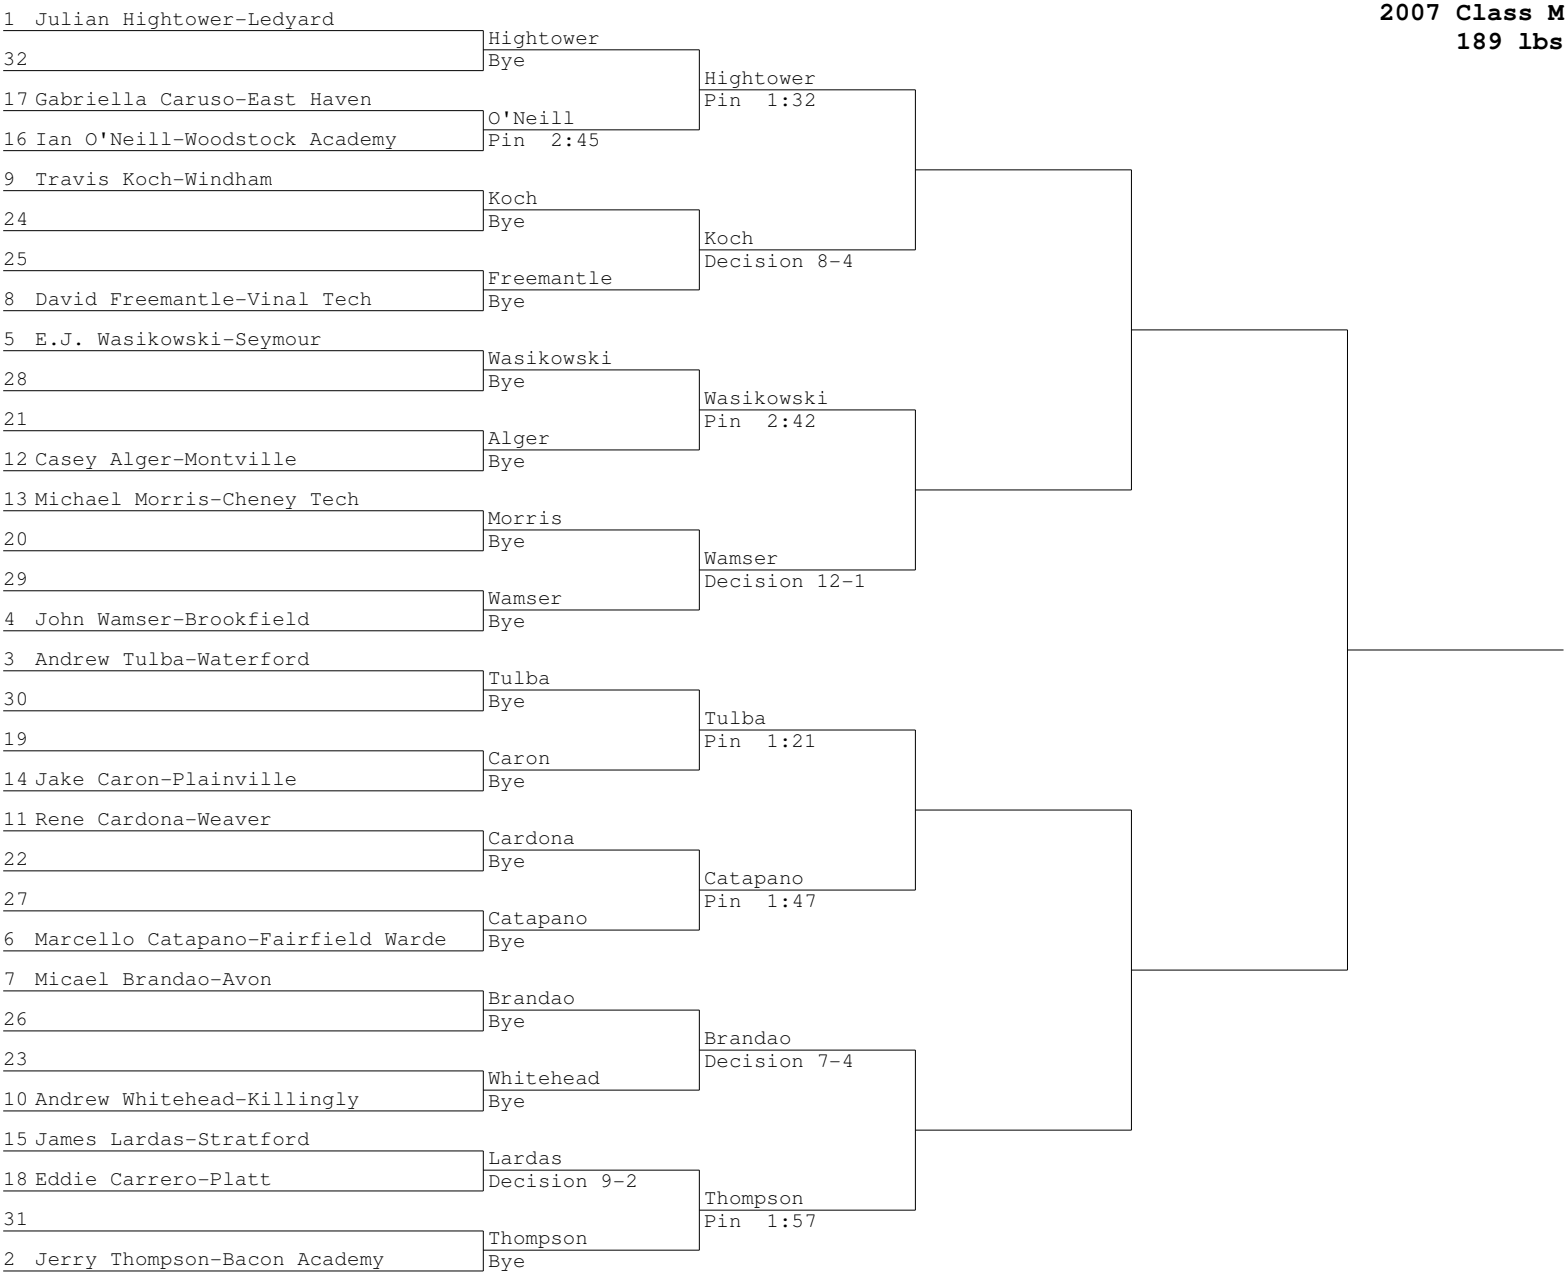 2007 Class M
189 lbs
1 Julian Hightower-Ledyard
32
17 Gabriella Caruso-East Haven
16 Ian O'Neill-Woodstock Academy
9 Travis Koch-Windham
24
25
8 David Freemantle-Vinal Tech
5 E.J. Wasikowski-Seymour
28
21
12 Casey Alger-Montville
13 Michael Morris-Cheney Tech
20
29
4 John Wamser-Brookfield
3 Andrew Tulba-Waterford
30
19
14 Jake Caron-Plainville
11 Rene Cardona-Weaver
22
27
6 Marcello Catapano-Fairfield Warde
7 Micael Brandao-Avon
26
23
10 Andrew Whitehead-Killingly
15 James Lardas-Stratford
18 Eddie Carrero-Platt
31
2 Jerry Thompson-Bacon Academy
Hightower
Bye
O'Neill
Pin 2:45
Koch
Bye
Freemantle
Bye
Wasikowski
Bye
Alger
Bye
Morris
Bye
Wamser
Bye
Tulba
Bye
Caron
Bye
Cardona
Bye
Catapano
Bye
Brandao
Bye
Whitehead
Bye
Lardas
Decision 9-2
Thompson
Bye
Hightower
Pin 1:32
Koch
Decision 8-4
Wasikowski
Pin 2:42
Wamser
Decision 12-1
Tulba
Pin 1:21
Catapano
Pin 1:47
Brandao
Decision 7-4
Thompson
Pin 1:57